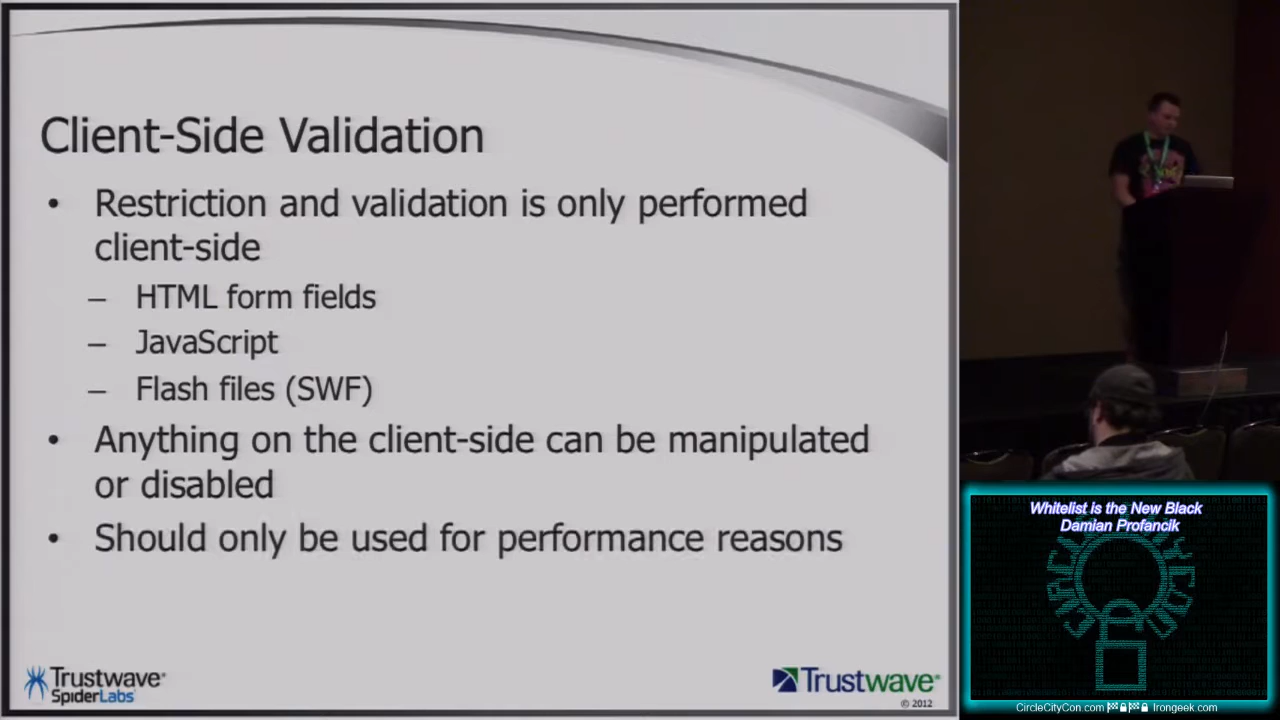 Client-Side Validation
• Restriction and validation is only performed
client-side
– HTML form fields
– JavaScript
– Flash files (SWF)
• Anything on the client-side can be manipulated
or disabled
• Should only be used for performance reasons
Trustwave®
SpiderLabs®
Trustwave®
© 2012
Whitelist is the New Black
Damian Profancik
CircleCityCon.com
Irongeek.com